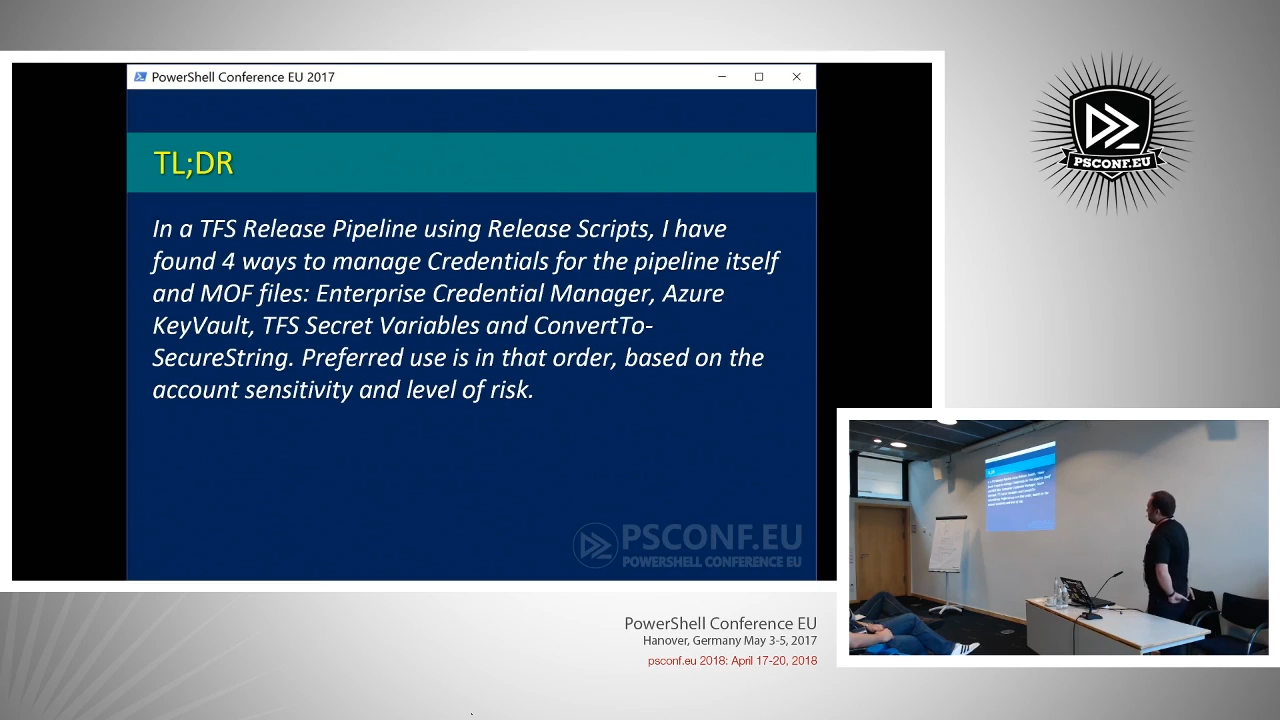 PowerShell Conference EU 2017
TL;DR
In a TFS Release Pipeline using Release Scripts, I have
found 4 ways to manage Credentials for the pipeline itself
and MOF files: Enterprise Credential Manager, Azure
KeyVault, TFS Secret Variables and ConvertTo-
SecureString. Preferred use is in that order, based on the
account sensitivity and level of risk.
PSCONF.EU
POWERSHELL CONFERENCE EU
PSCONF.EU
PowerShell Conference EU
Hanover, Germany May 3-5, 2017
psconf.eu 2018: April 17-20, 2018